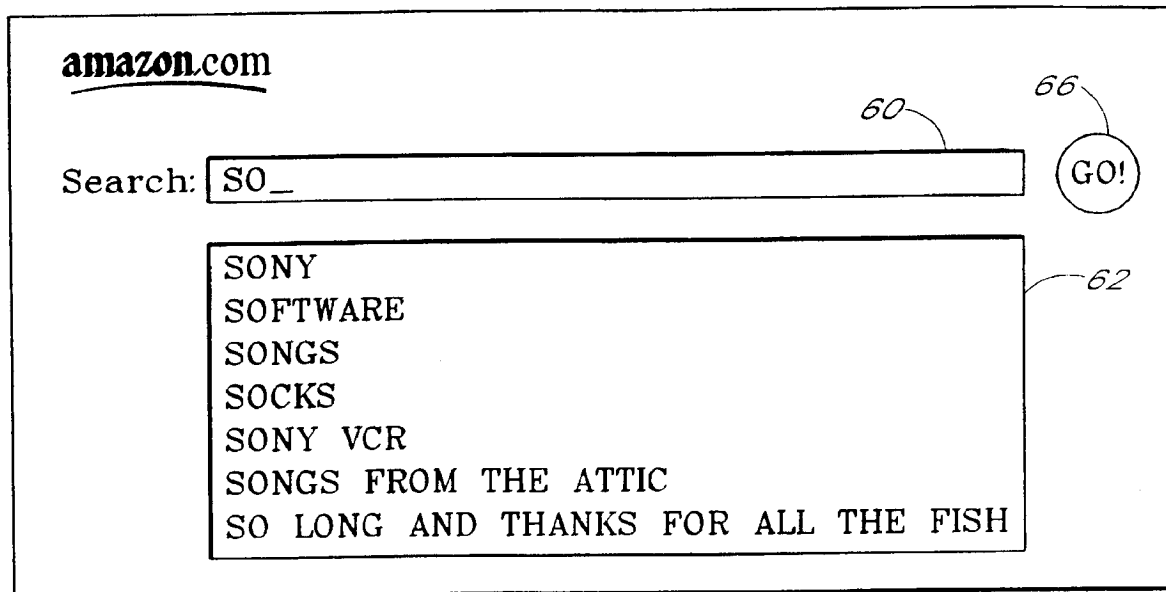 amazon.com
60
66
Search: SO_ GO!
SONY
62
SOFTWARE
SONGS
SOCKS
SONY VCR
SONGS FROM THE ATTIC
SO LONG AND THANKS FOR ALL THE FISH